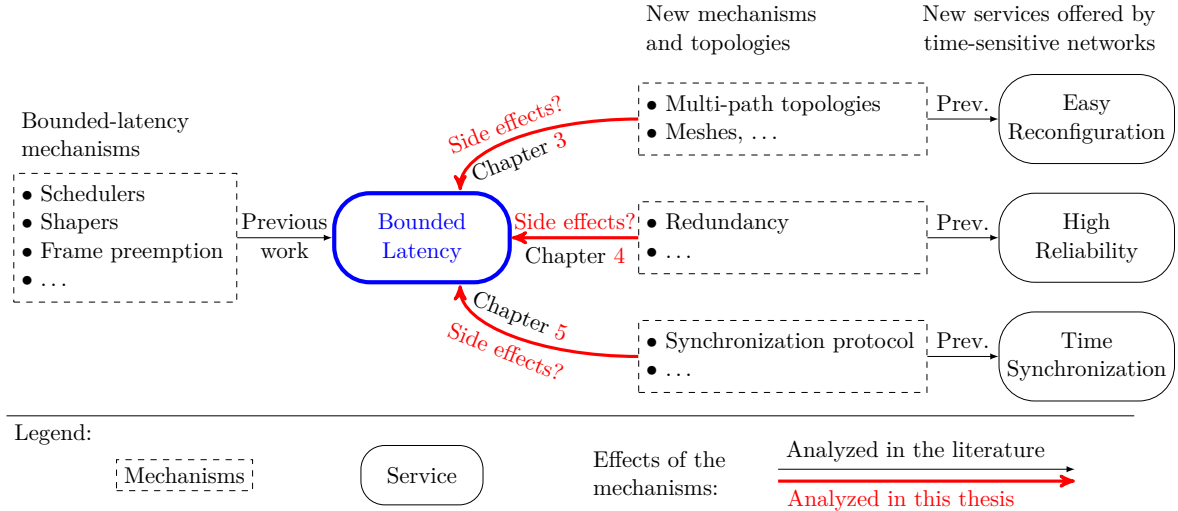 New mechanisms
and topologies
New services offered by
time-sensitive networks
Bounded-latency
mechanisms
• Schedulers
• Shapers
• Frame preemption
• ...
Previous
work
Bounded
Latency
Side effects?
Chapter 3
• Multi-path topologies
• Meshes, ...
Prev.
Easy
Reconfiguration
Side effects?
Chapter 4
• Redundancy
• ...
Prev.
High
Reliability
Chapter 5
Side effects?
• Synchronization protocol
• ...
Prev.
Time
Synchronization
Legend:
Mechanisms
Service
Effects of the
mechanisms:
Analyzed in the literature
Analyzed in this thesis